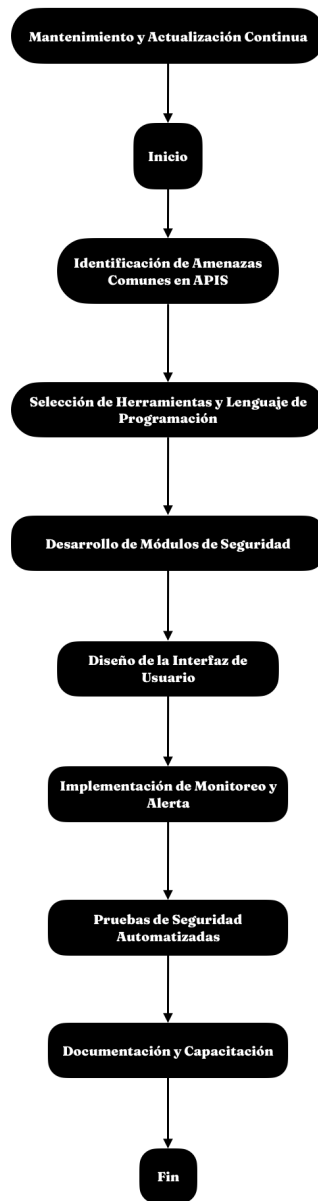 Mantenimiento y Actualización Continua
Inicio
Identificación de Amenazas
Comunes en APIS
Selección de Herramientas y Lenguaje de
Programación
Desarrollo de Módulos de Seguridad
Diseño de la Interfaz de
Usuario
Implementación de Monitoreo y
Alerta
Pruebas de Seguridad
Automatizadas
Documentación y Capacitación
Fin